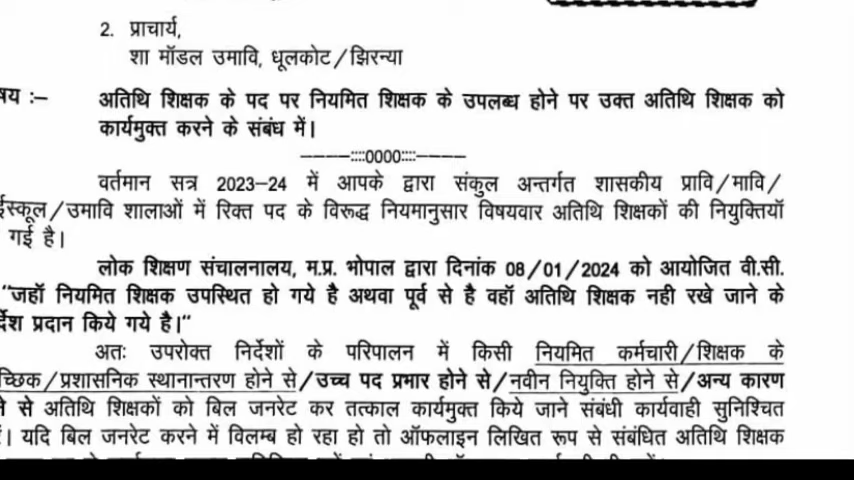 2. प्राचार्य,
शा मॉडल उमावि, धूलकोट/झिरन्या
षय :– अतिथि शिक्षक के पद पर नियमित शिक्षक के उपलब्ध होने पर उक्त अतिथि शिक्षक को
कार्यमुक्त करने के संबंध में।
–––––::::0000::::–––––
वर्तमान सत्र 2023–24 में आपके द्वारा संकुल अन्तर्गत शासकीय प्रावि/मावि/
ईस्कूल/उमावि शालाओं में रिक्त पद के विरूद्ध नियमानुसार विषयवार अतिथि शिक्षकों की नियुक्तियॉ
गई है।
लोक शिक्षण संचालनालय, म.प्र. भोपाल द्वारा दिनांक 08/01/2024 को आयोजित वी.सी.
"जहॉ नियमित शिक्षक उपस्थित हो गये है अथवा पूर्व से है वहॉ अतिथि शिक्षक नही रखे जाने के
र्देश प्रदान किये गये है।"
अतः उपरोक्त निर्देशों के परिपालन में किसी नियमित कर्मचारी/शिक्षक के
च्छिक/प्रशासनिक स्थानान्तरण होने से/उच्च पद प्रभार होने से/नवीन नियुक्ति होने से/अन्य कारण
ने से अतिथि शिक्षकों को बिल जनरेट कर तत्काल कार्यमुक्त किये जाने संबंधी कार्यवाही सुनिश्चित
। यदि बिल जनरेट करने में विलम्ब हो रहा हो तो ऑफलाइन लिखित रूप से संबंधित अतिथि शिक्षक